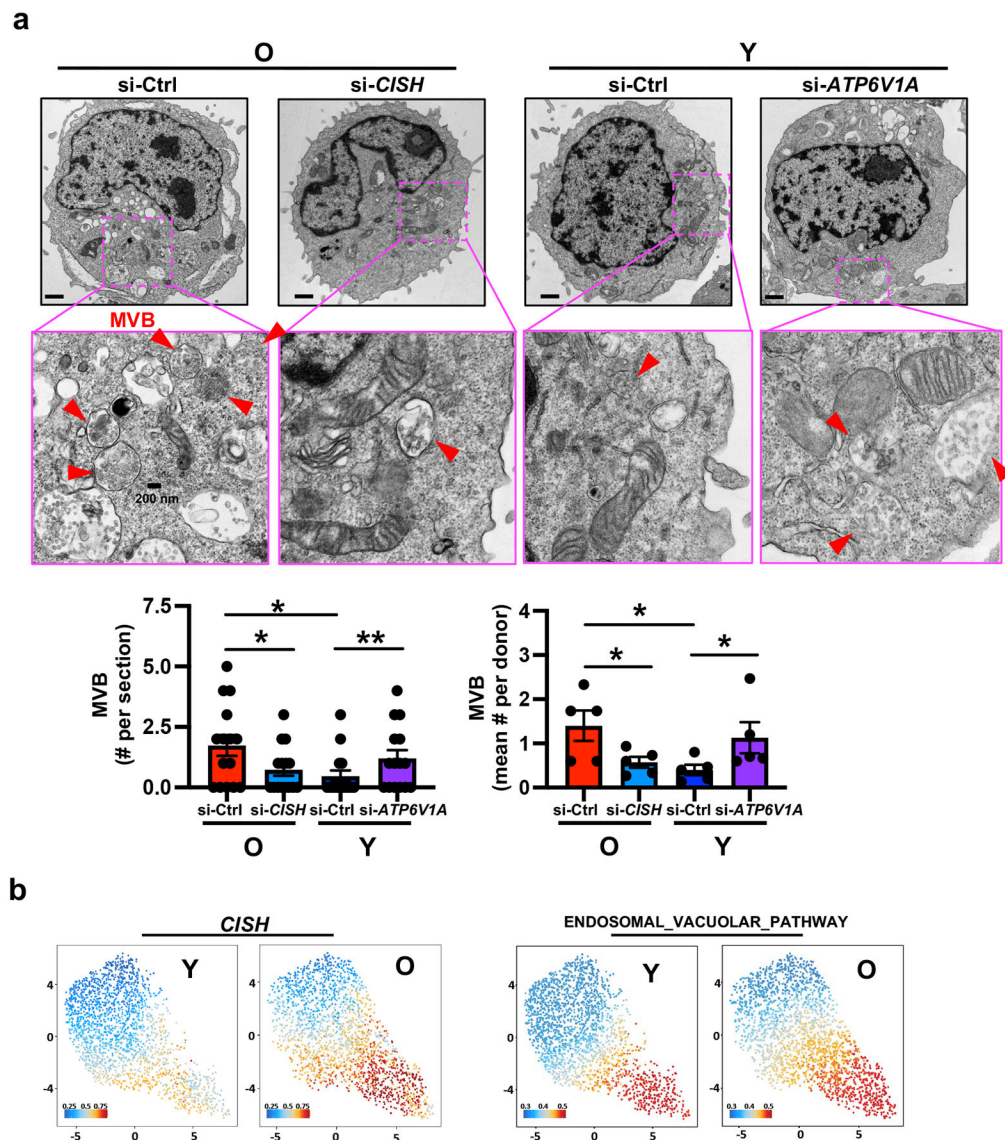 a
O
Y
si-Ctrl
si-CISH
si-Ctrl
si-ATP6V1A
MVB
200 nm
MVB
(# per section)
7.5
5.0
2.5
0.0
*
*
**
si-Ctrl
si-CISH
si-Ctrl
si-ATP6V1A
O
Y
MVB
(mean # per donor)
4
3
2
1
0
*
*
*
si-Ctrl
si-CISH
si-Ctrl
si-ATP6V1A
O
Y
b
CISH
ENDOSOMAL_VACUOLAR_PATHWAY
Y
4
0
-4
0.25 0.5 0.75
-5 0 5
O
4
0
-4
0.25 0.5 0.75
-5 0 5
Y
4
0
-4
0.3 0.4 0.5
-5 0 5
O
4
0
-4
0.3 0.4 0.5
-5 0 5